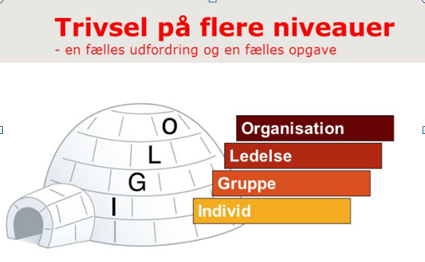 Trivsel på flere niveauer
- en fælles udfordring og en fælles opgave
O
Organisation
L
Ledelse
G
Gruppe
I
Individ